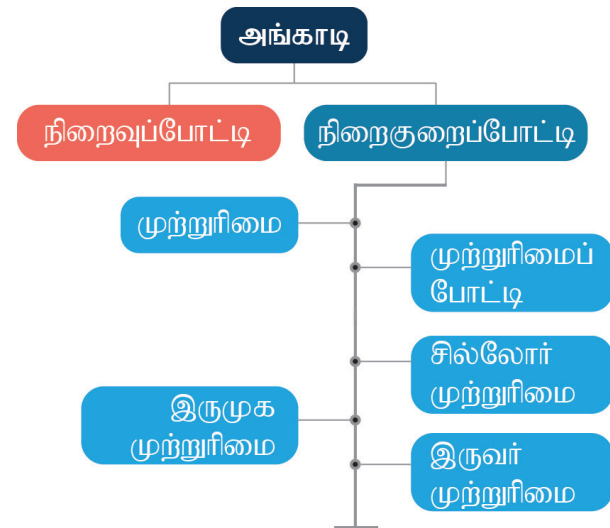 அங்காடி
நிறைவுப்போட்டி
நிறைகுறைப்போட்டி
முற்றுரிமை
முற்றுரிமைப்
போட்டி
சில்லோர்
முற்றுரிமை
இருமுக
முற்றுரிமை
இருவர்
முற்றுரிமை